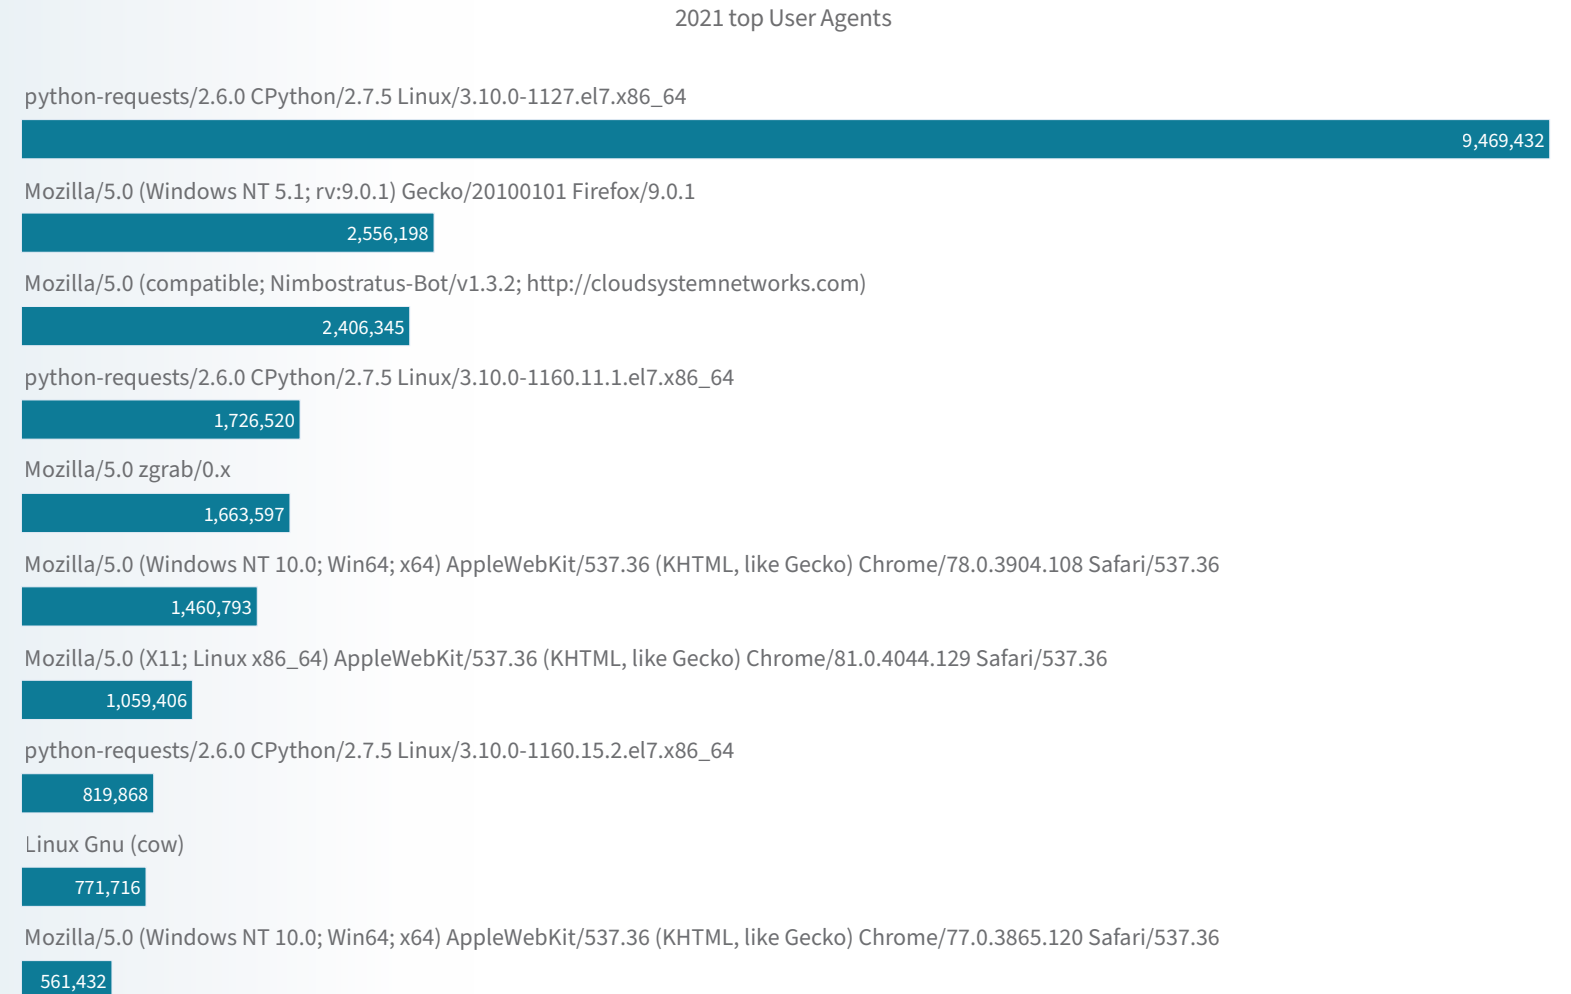 2021 top User Agents
python-requests/2.6.0 CPython/2.7.5 Linux/3.10.0-1127.el7.x86_64
9,469,432
Mozilla/5.0 (Windows NT 5.1; rv:9.0.1) Gecko/20100101 Firefox/9.0.1
2,556,198
Mozilla/5.0 (compatible; Nimbostratus-Bot/v1.3.2; http://cloudsystemnetworks.com)
2,406,345
python-requests/2.6.0 CPython/2.7.5 Linux/3.10.0-1160.11.1.el7.x86_64
1,726,520
Mozilla/5.0 zgrab/0.x
1,663,597
Mozilla/5.0 (Windows NT 10.0; Win64; x64) AppleWebKit/537.36 (KHTML, like Gecko) Chrome/78.0.3904.108 Safari/537.36
1,460,793
Mozilla/5.0 (X11; Linux x86_64) AppleWebKit/537.36 (KHTML, like Gecko) Chrome/81.0.4044.129 Safari/537.36
1,059,406
python-requests/2.6.0 CPython/2.7.5 Linux/3.10.0-1160.15.2.el7.x86_64
819,868
Linux Gnu (cow)
771,716
Mozilla/5.0 (Windows NT 10.0; Win64; x64) AppleWebKit/537.36 (KHTML, like Gecko) Chrome/77.0.3865.120 Safari/537.36
561,432